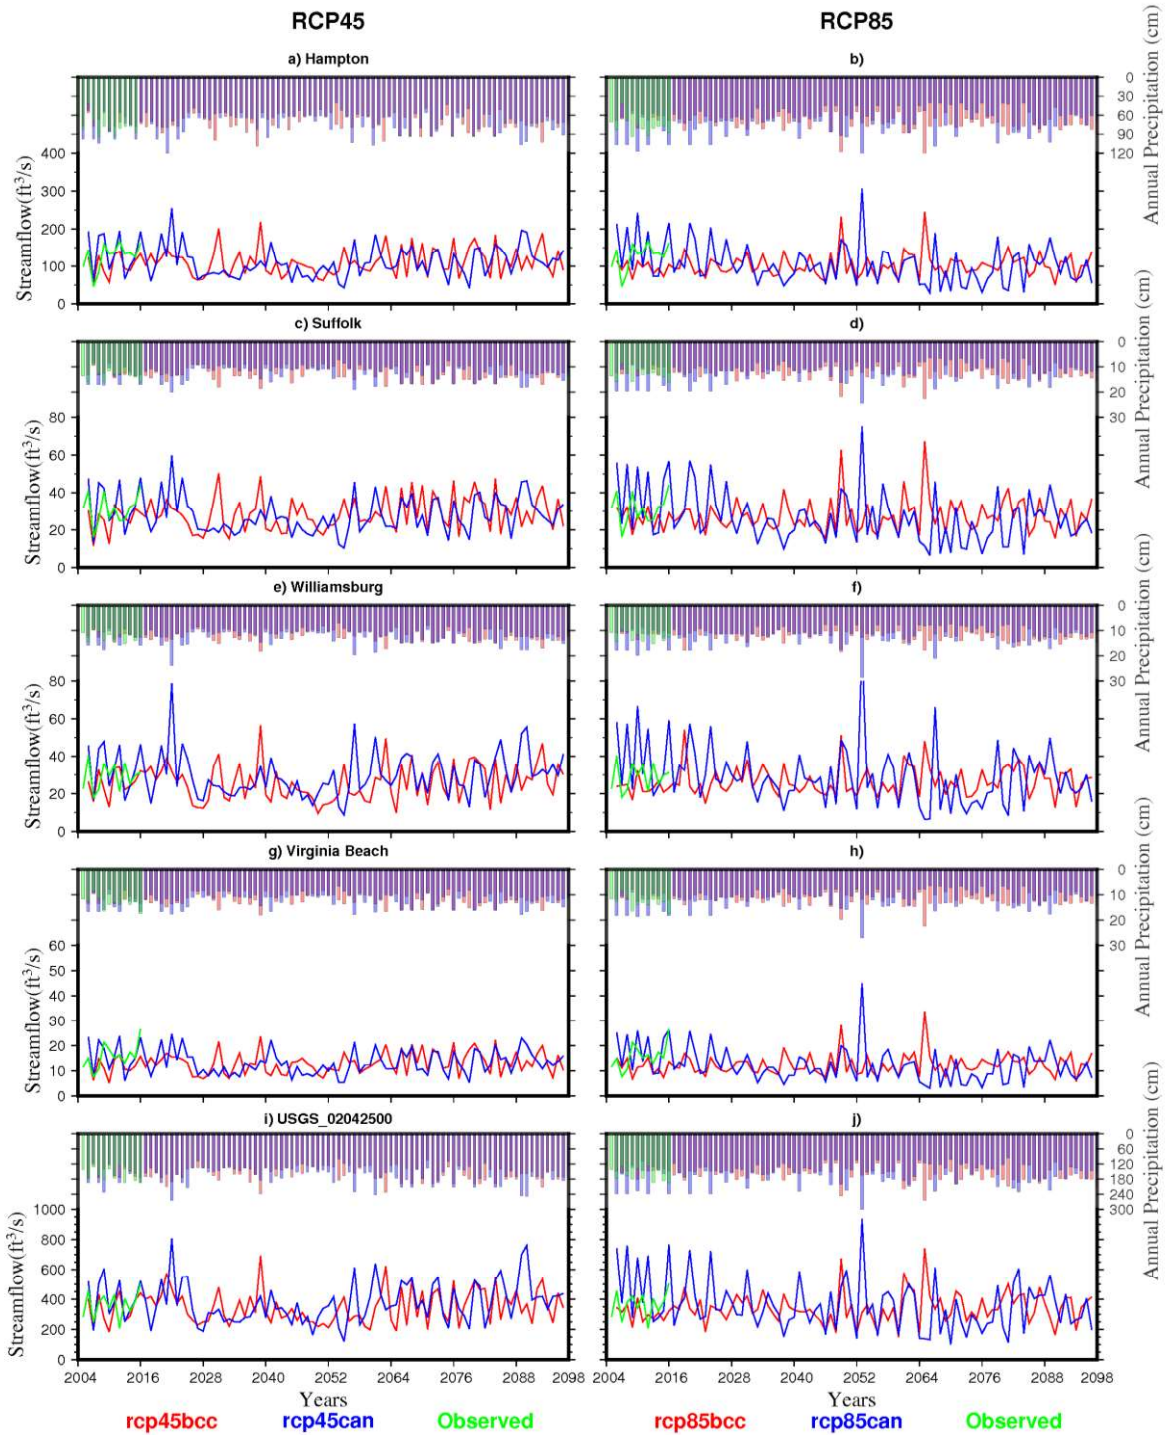 RCP45 RCP85
a) Hampton b)
Streamflow(ft3/s)
400
300
200
100
0
0
30
60
90
120
Annual Precipitation (cm)
c) Suffolk d)
Streamflow(ft3/s)
80
60
40
20
0
0
10
20
30
Annual Precipitation (cm)
e) Williamsburg f)
Streamflow(ft3/s)
80
60
40
20
0
0
10
20
30
Annual Precipitation (cm)
g) Virginia Beach h)
Streamflow(ft3/s)
60
50
40
30
20
10
0
0
10
20
30
Annual Precipitation (cm)
i) USGS_02042500 j)
Streamflow(ft3/s)
1000
800
600
400
200
0
0
60
120
180
240
300
Annual Precipitation (cm)
2004 2016 2028 2040 2052 2064 2076 2088 2098
2004 2016 2028 2040 2052 2064 2076 2088 2098
Years Years
rcp45bcc rcp45can Observed rcp85bcc rcp85can Observed